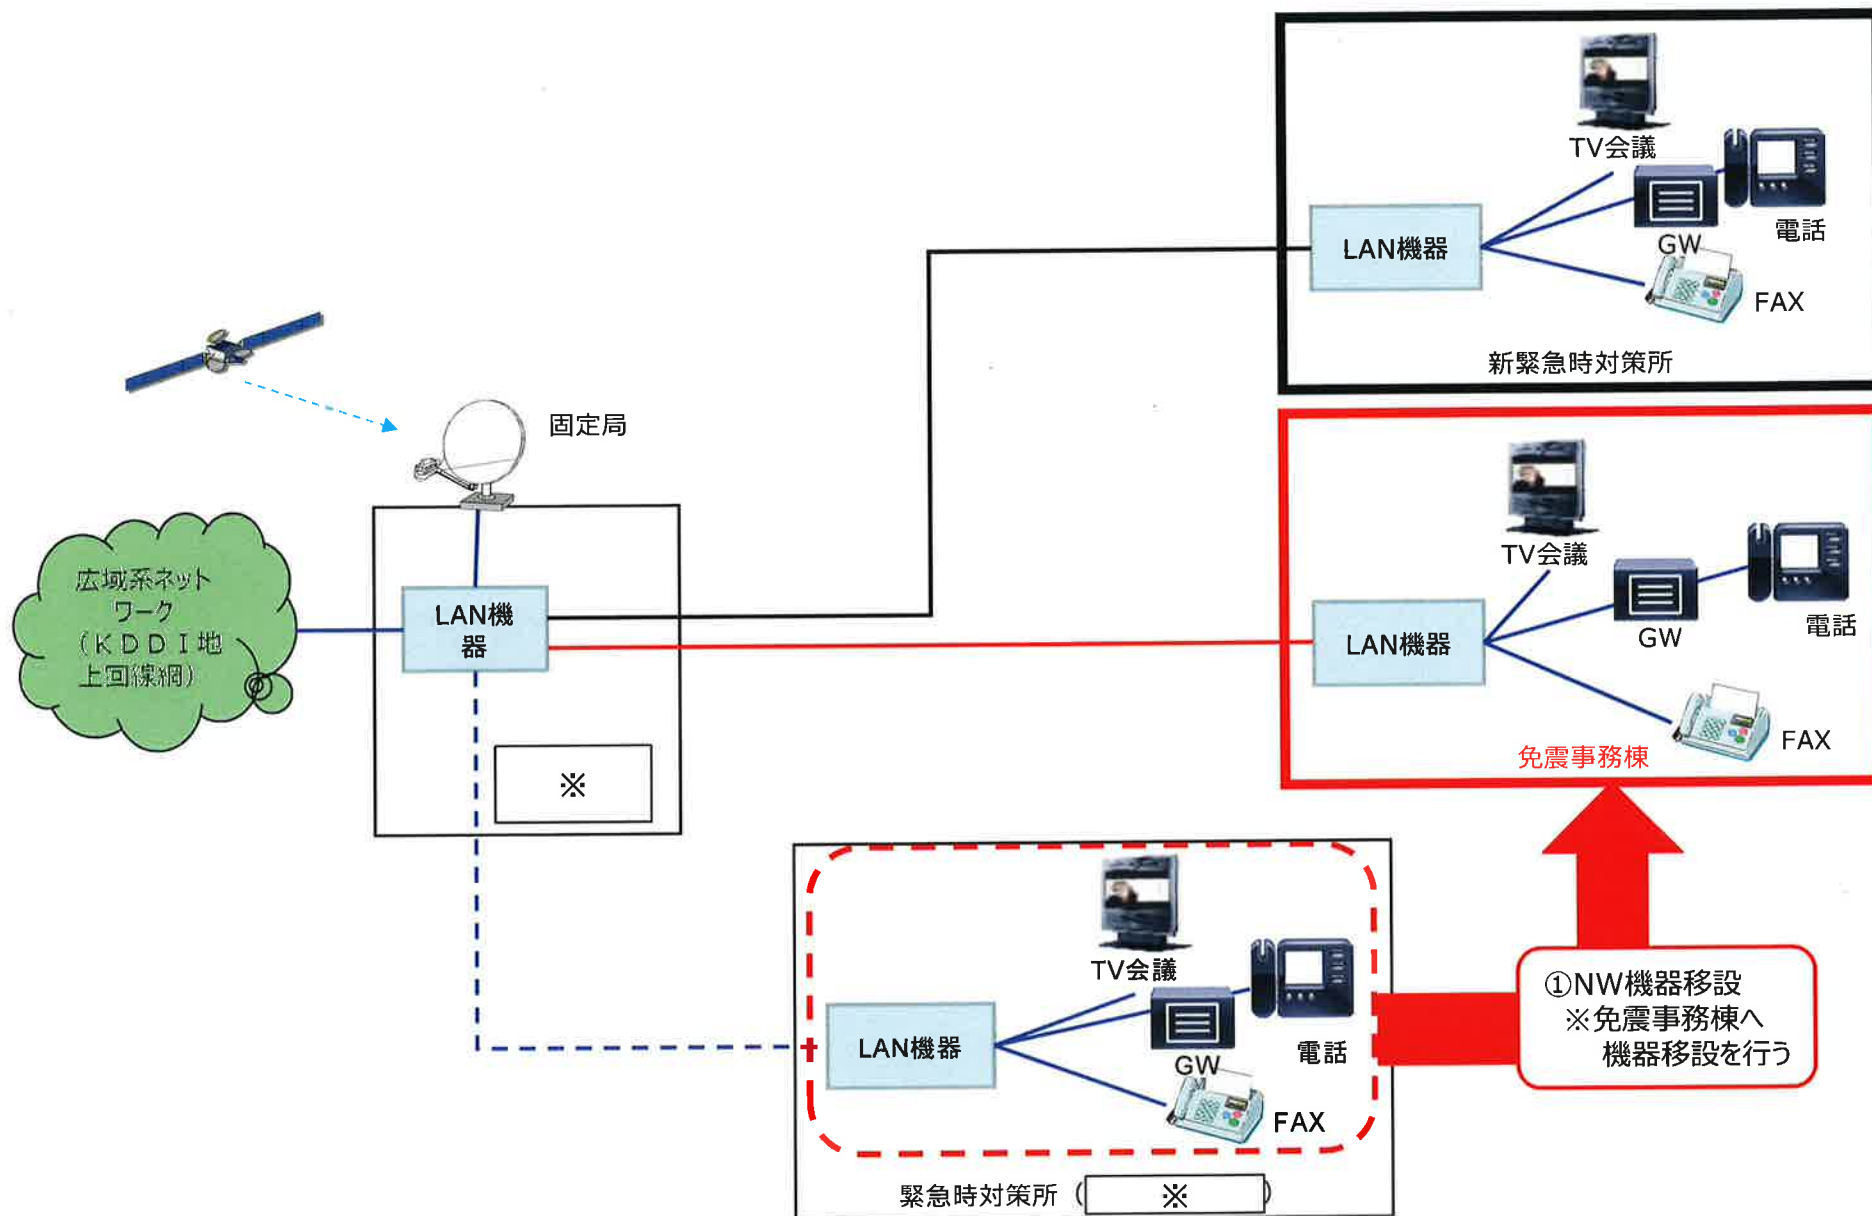 TV会議
電話
GW
LAN機器
FAX
新緊急時対策所
固定局
TV会議
電話
GW
LAN機器
FAX
免震事務棟
広域系ネット
ワーク
(KDDI地
上回線網)
LAN機
器
※
TV会議
電話
GW
LAN機器
FAX
緊急時対策所 (※)
①NW機器移設
※免震事務棟へ
機器移設を行う